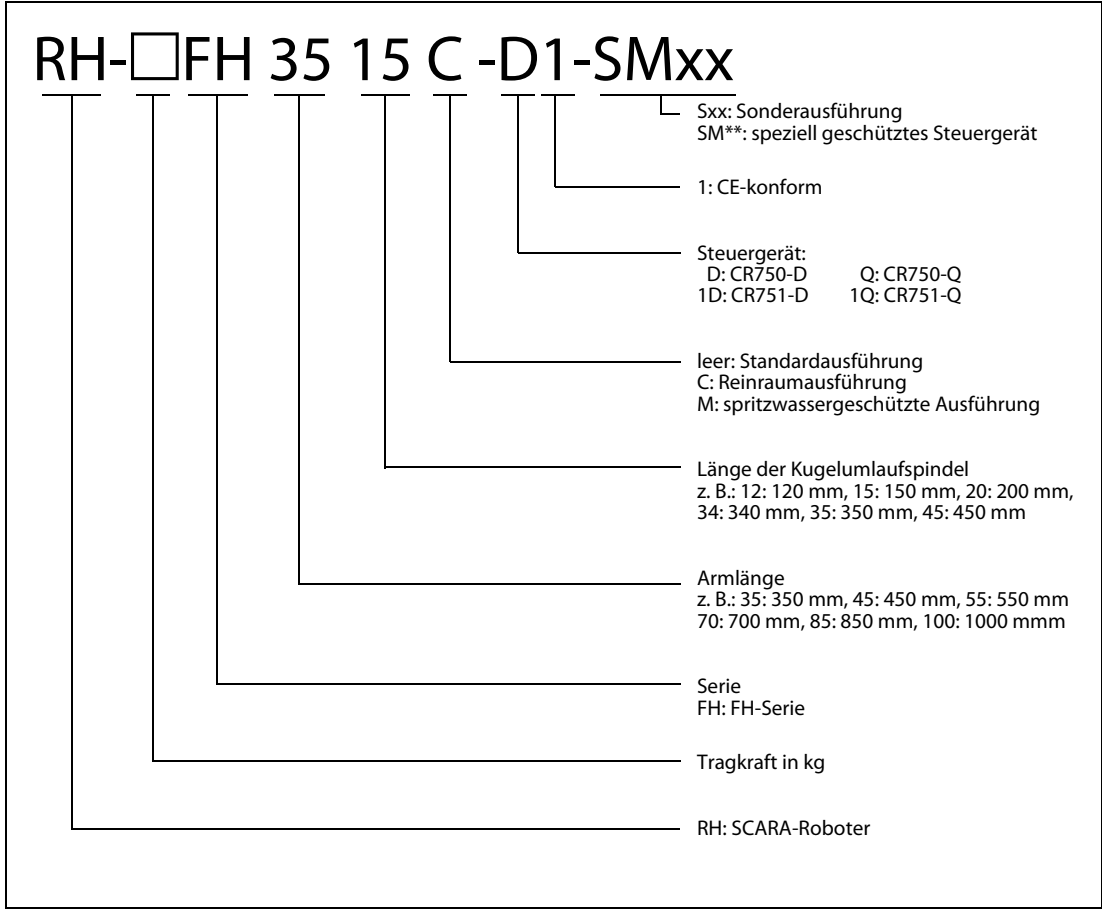 RH-□FH 35 15 C -D1-SMxx
Sxx: Sonderausführung
SM**: speziell geschütztes Steuergerät
1: CE-konform
Steuergerät:
D: CR750-D Q: CR750-Q
1D: CR751-D 1Q: CR751-Q
leer: Standardausführung
C: Reinraumausführung
M: spritzwassergeschützte Ausführung
Länge der Kugelumlaufspindel
z. B.: 12: 120 mm, 15: 150 mm, 20: 200 mm,
34: 340 mm, 35: 350 mm, 45: 450 mm
Armlänge
z. B.: 35: 350 mm, 45: 450 mm, 55: 550 mm
70: 700 mm, 85: 850 mm, 100: 1000 mmm
Serie
FH: FH-Serie
Tragkraft in kg
RH: SCARA-Roboter